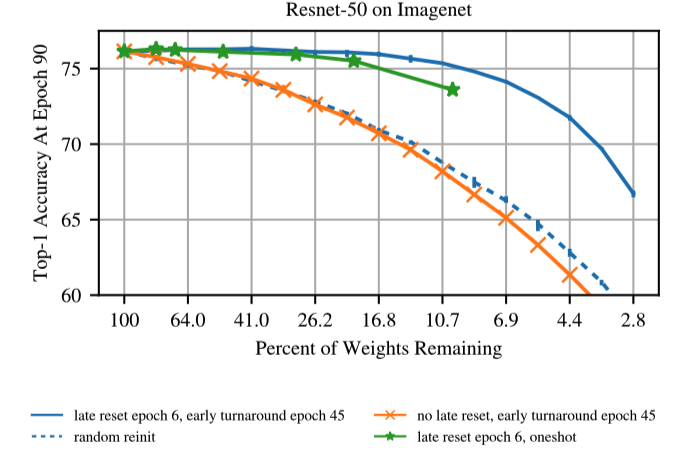 Resnet-50 on Imagenet
Top-1 Accuracy At Epoch 90
75
70
65
60
100 64.0 41.0 26.2 16.8 10.7 6.9 4.4 2.8
Percent of Weights Remaining
late reset epoch 6, early turnaround epoch 45
random reinit
no late reset, early turnaround epoch 45
late reset epoch 6, oneshot